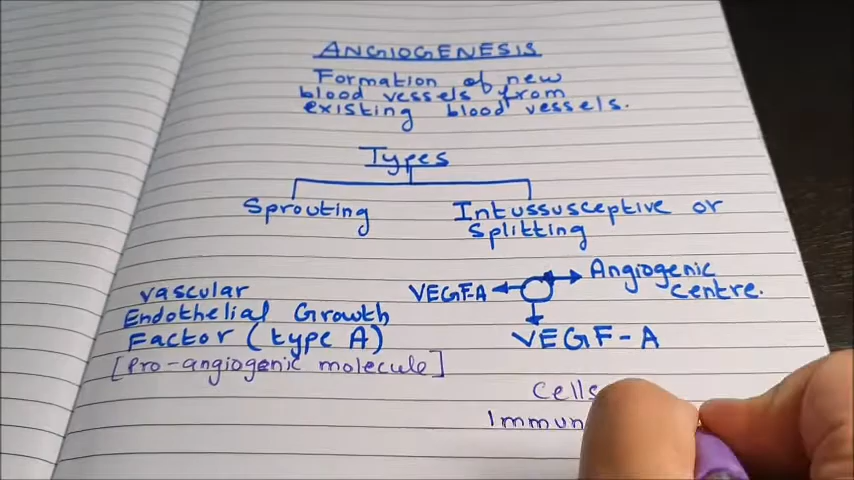 ANGIOGENESIS
Formation of new
blood vessels from
existing blood vessels.
Types
Sprouting
Intussusceptive or
Splitting
VEGF-A
Angiogenic
centre.
VEGF-A
vascular
Endothelial Growth
Factor (type A)
[Pro-angiogenic molecule]
Cells
Immun